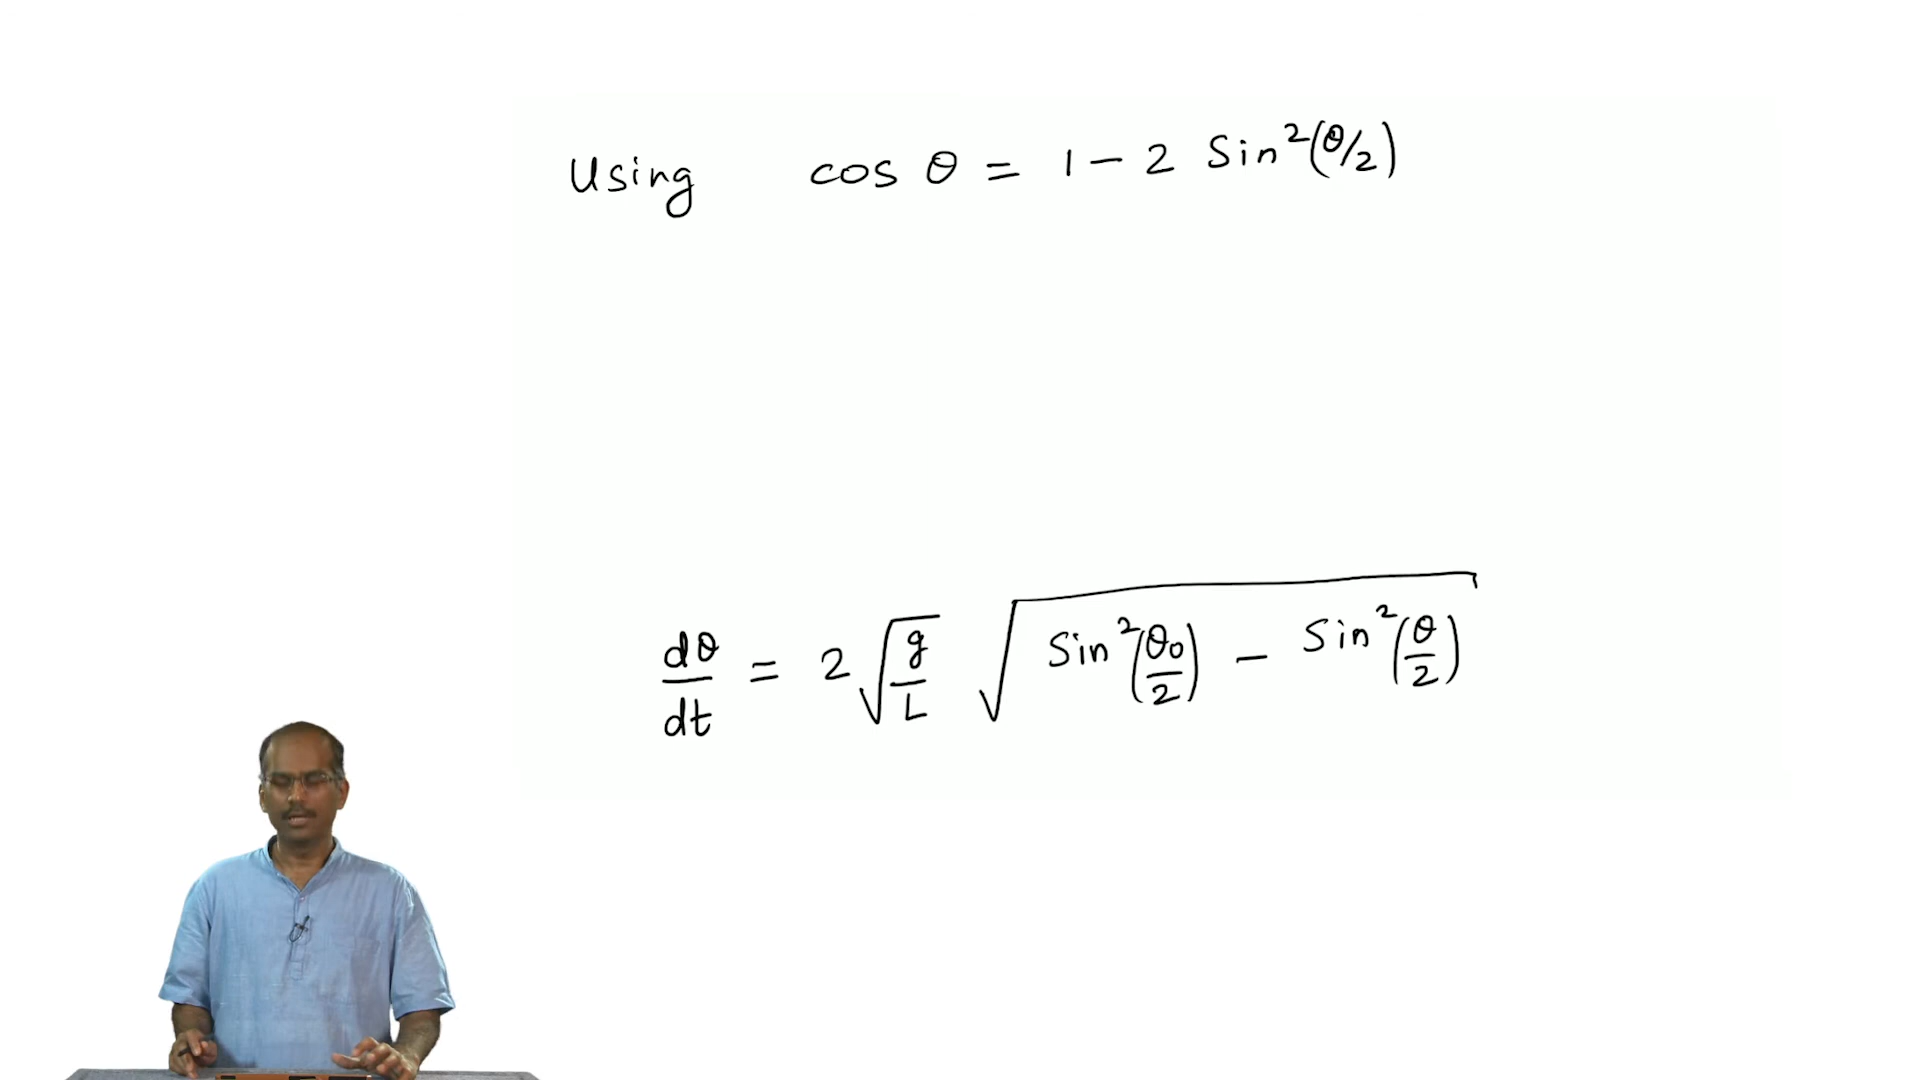 Using cos θ = 1 - 2 Sin²(θ/2)
dθ/dt = 2 √(g/L) √(Sin²(θ₀/2) - Sin²(θ/2))